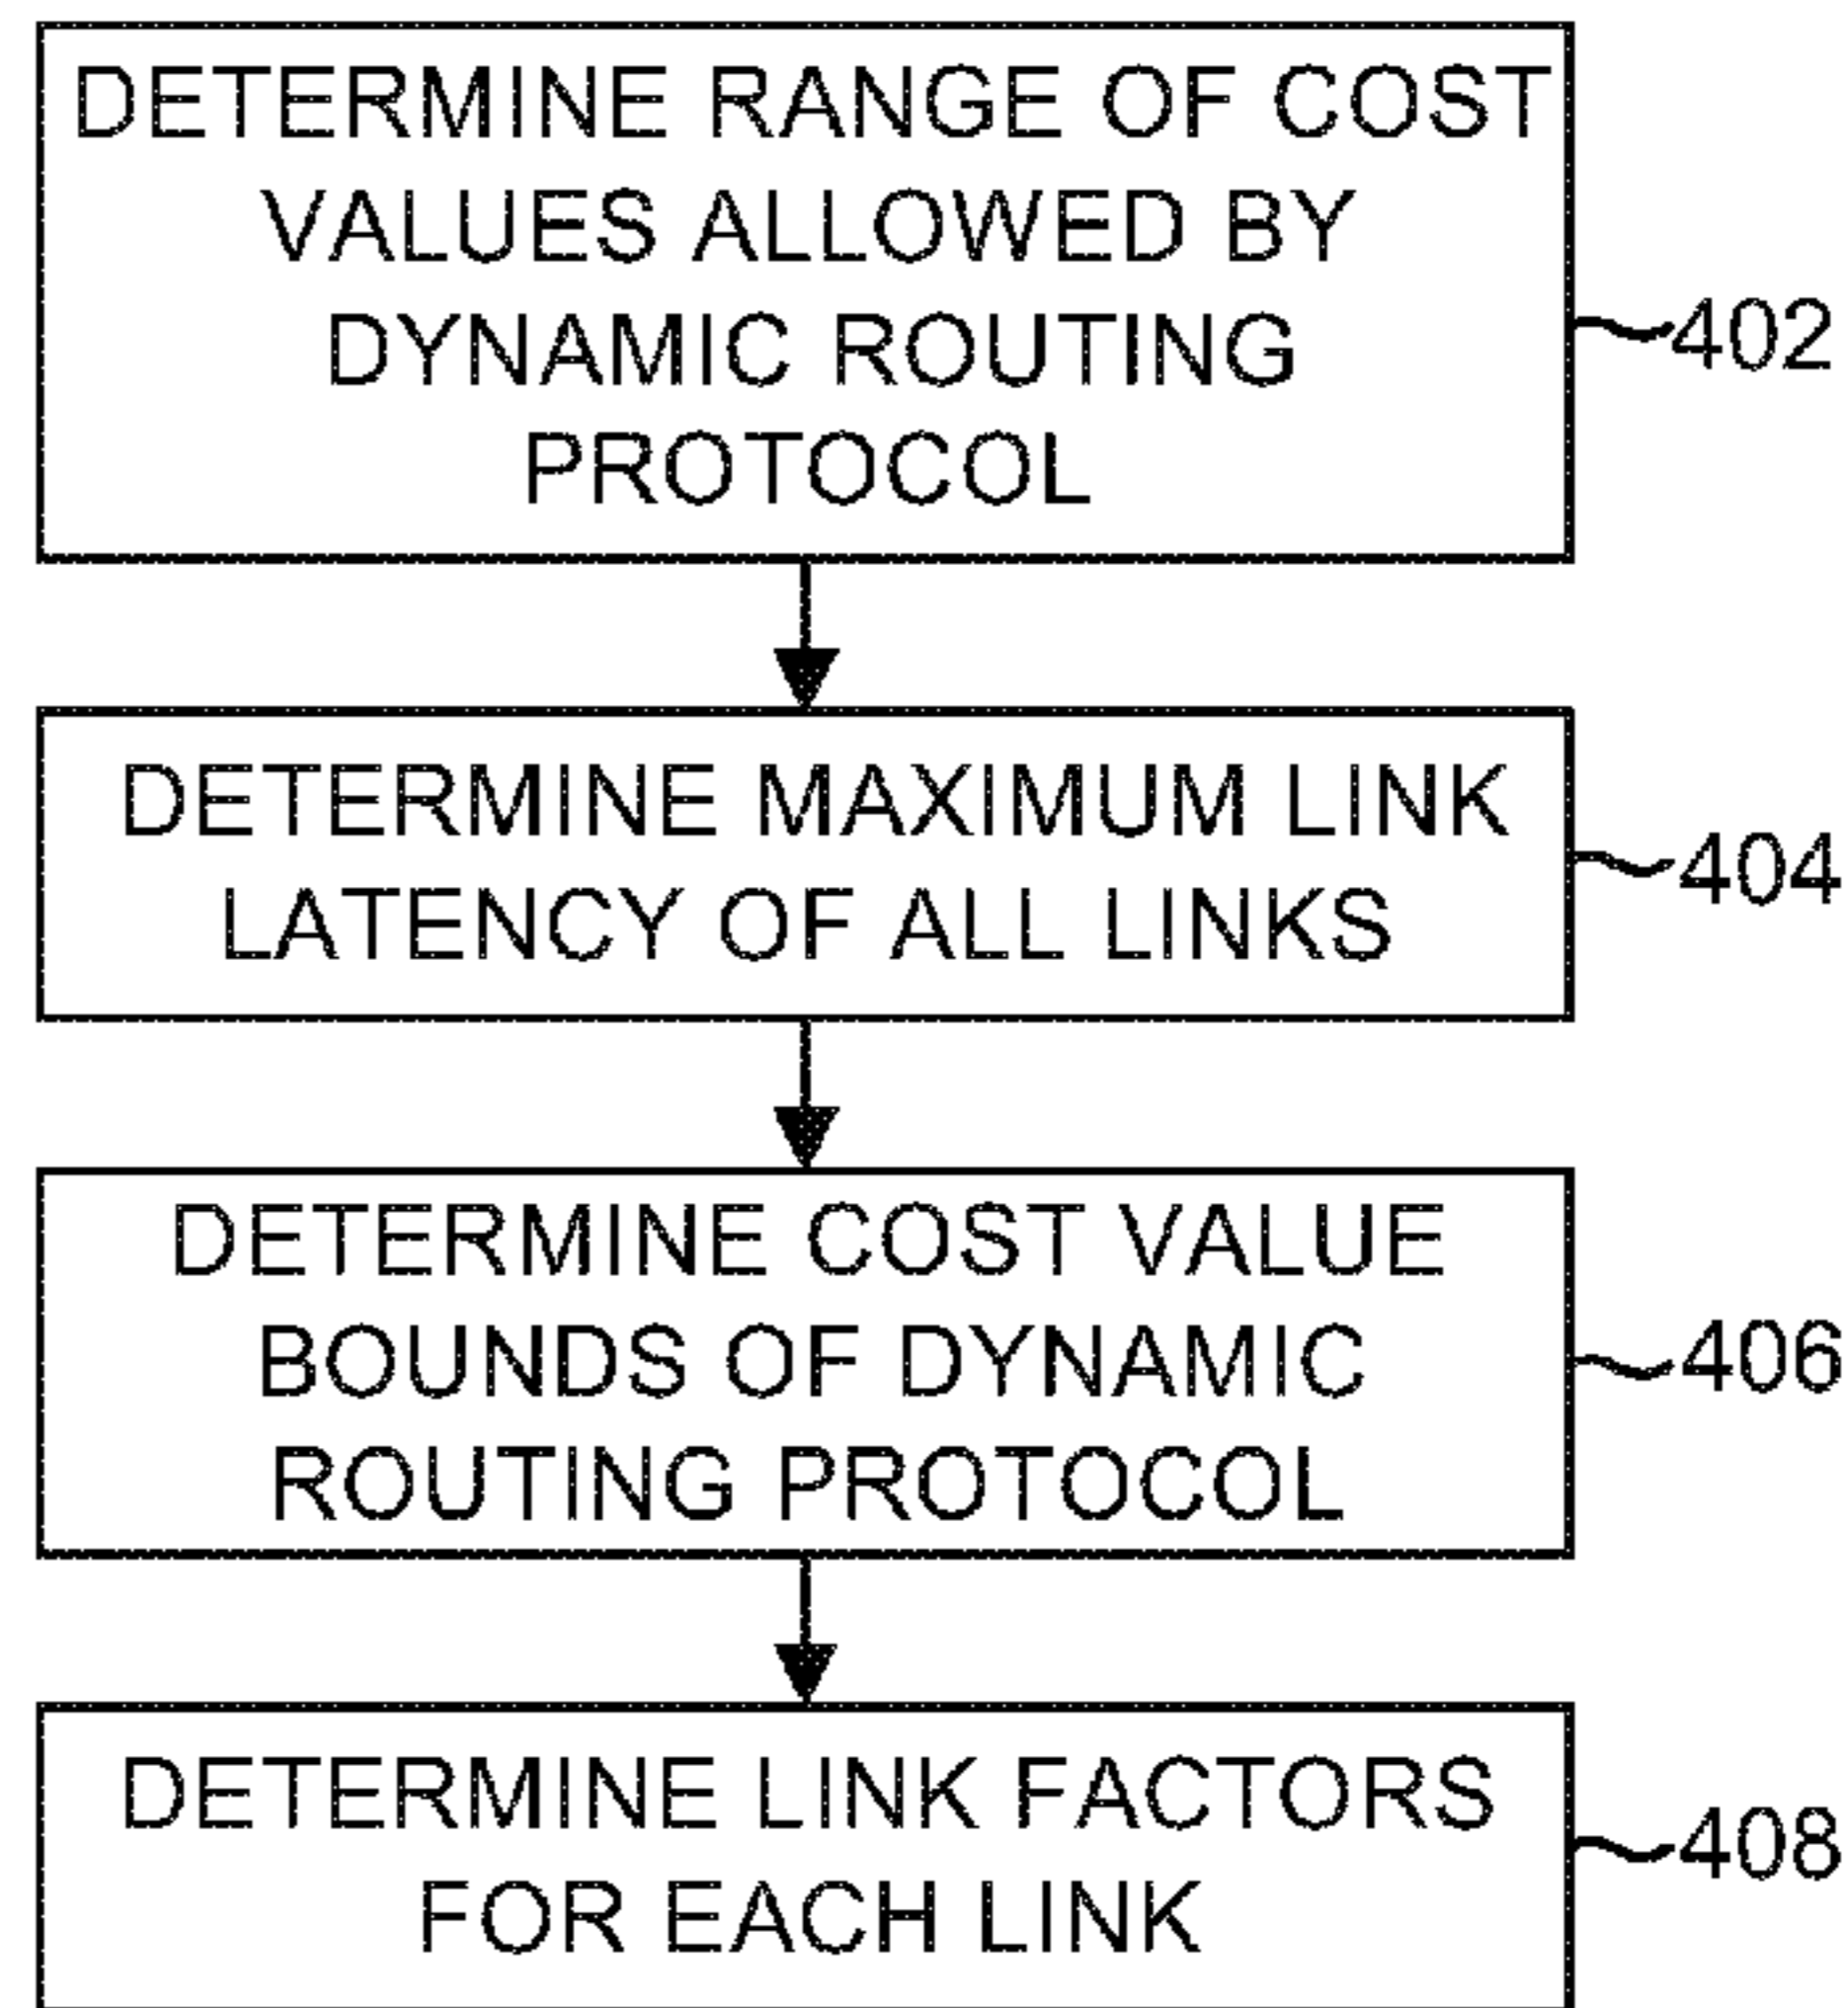 DETERMINE RANGE OF COST
VALUES ALLOWED BY
DYNAMIC ROUTING
PROTOCOL
402
DETERMINE MAXIMUM LINK
LATENCY OF ALL LINKS
404
DETERMINE COST VALUE
BOUNDS OF DYNAMIC
ROUTING PROTOCOL
406
DETERMINE LINK FACTORS
FOR EACH LINK
408